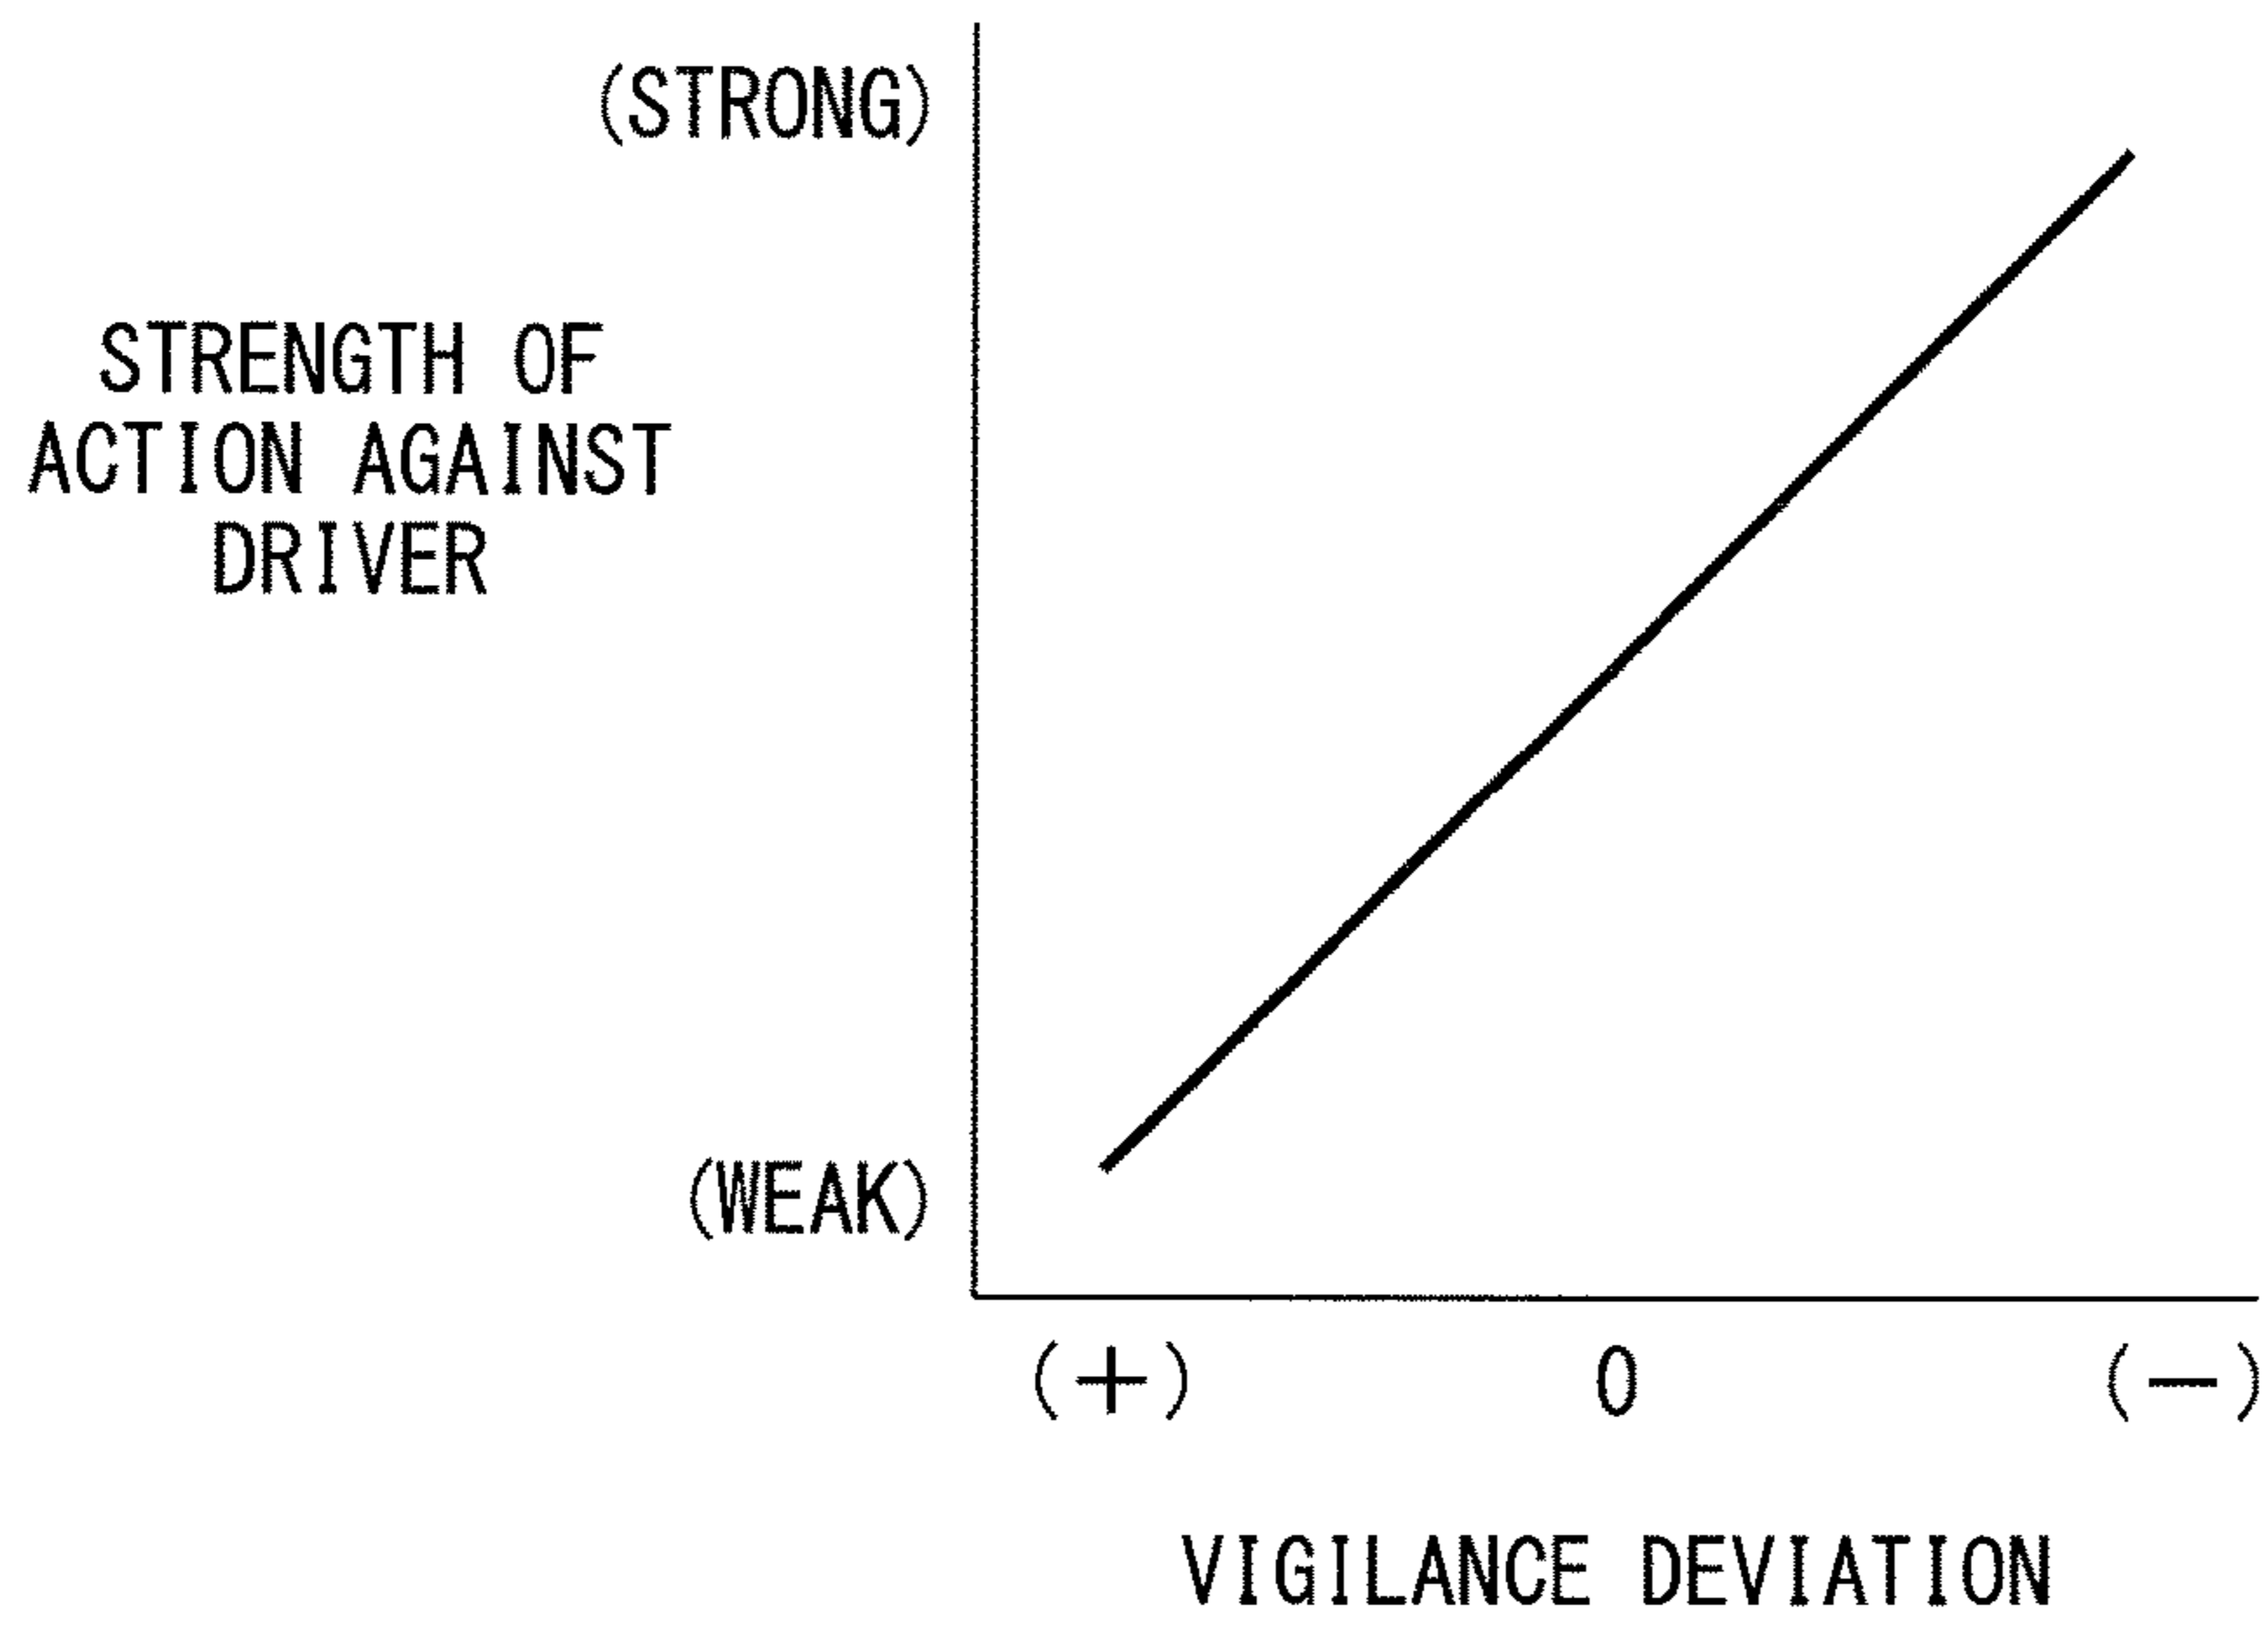 (STRONG)
STRENGTH OF
ACTION AGAINST
DRIVER
(WEAK)
(+) 0 (-)
VIGILANCE DEVIATION